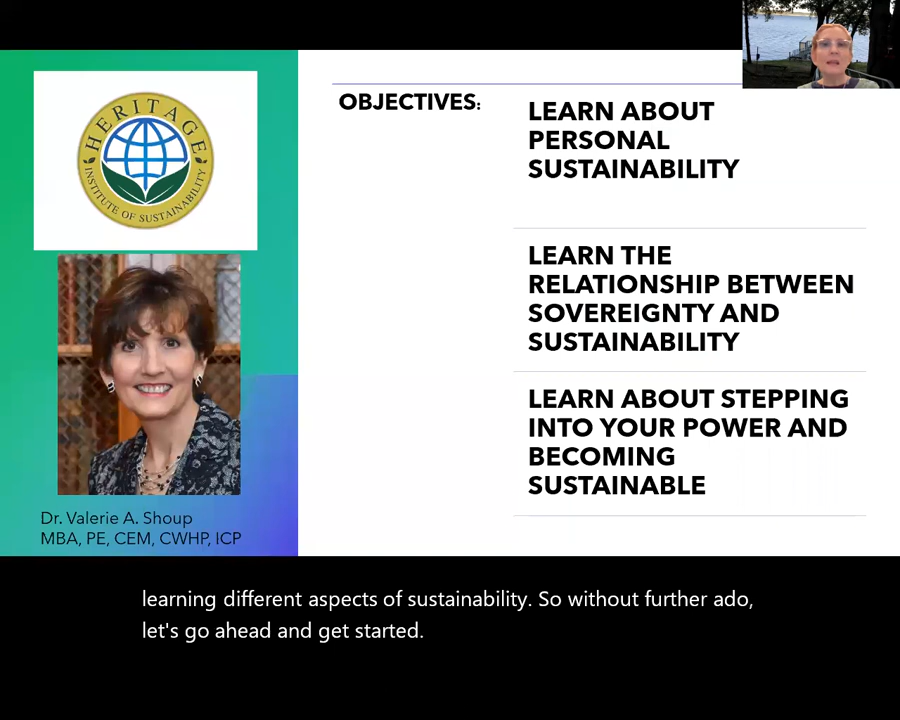 HERITAGE
INSTITUTE OF SUSTAINABILITY
Dr. Valerie A. Shoup
MBA, PE, CEM, CWHP, ICP
OBJECTIVES:
LEARN ABOUT
PERSONAL
SUSTAINABILITY
LEARN THE
RELATIONSHIP BETWEEN
SOVEREIGNTY AND
SUSTAINABILITY
LEARN ABOUT STEPPING
INTO YOUR POWER AND
BECOMING
SUSTAINABLE
learning different aspects of sustainability. So without further ado,
let's go ahead and get started.